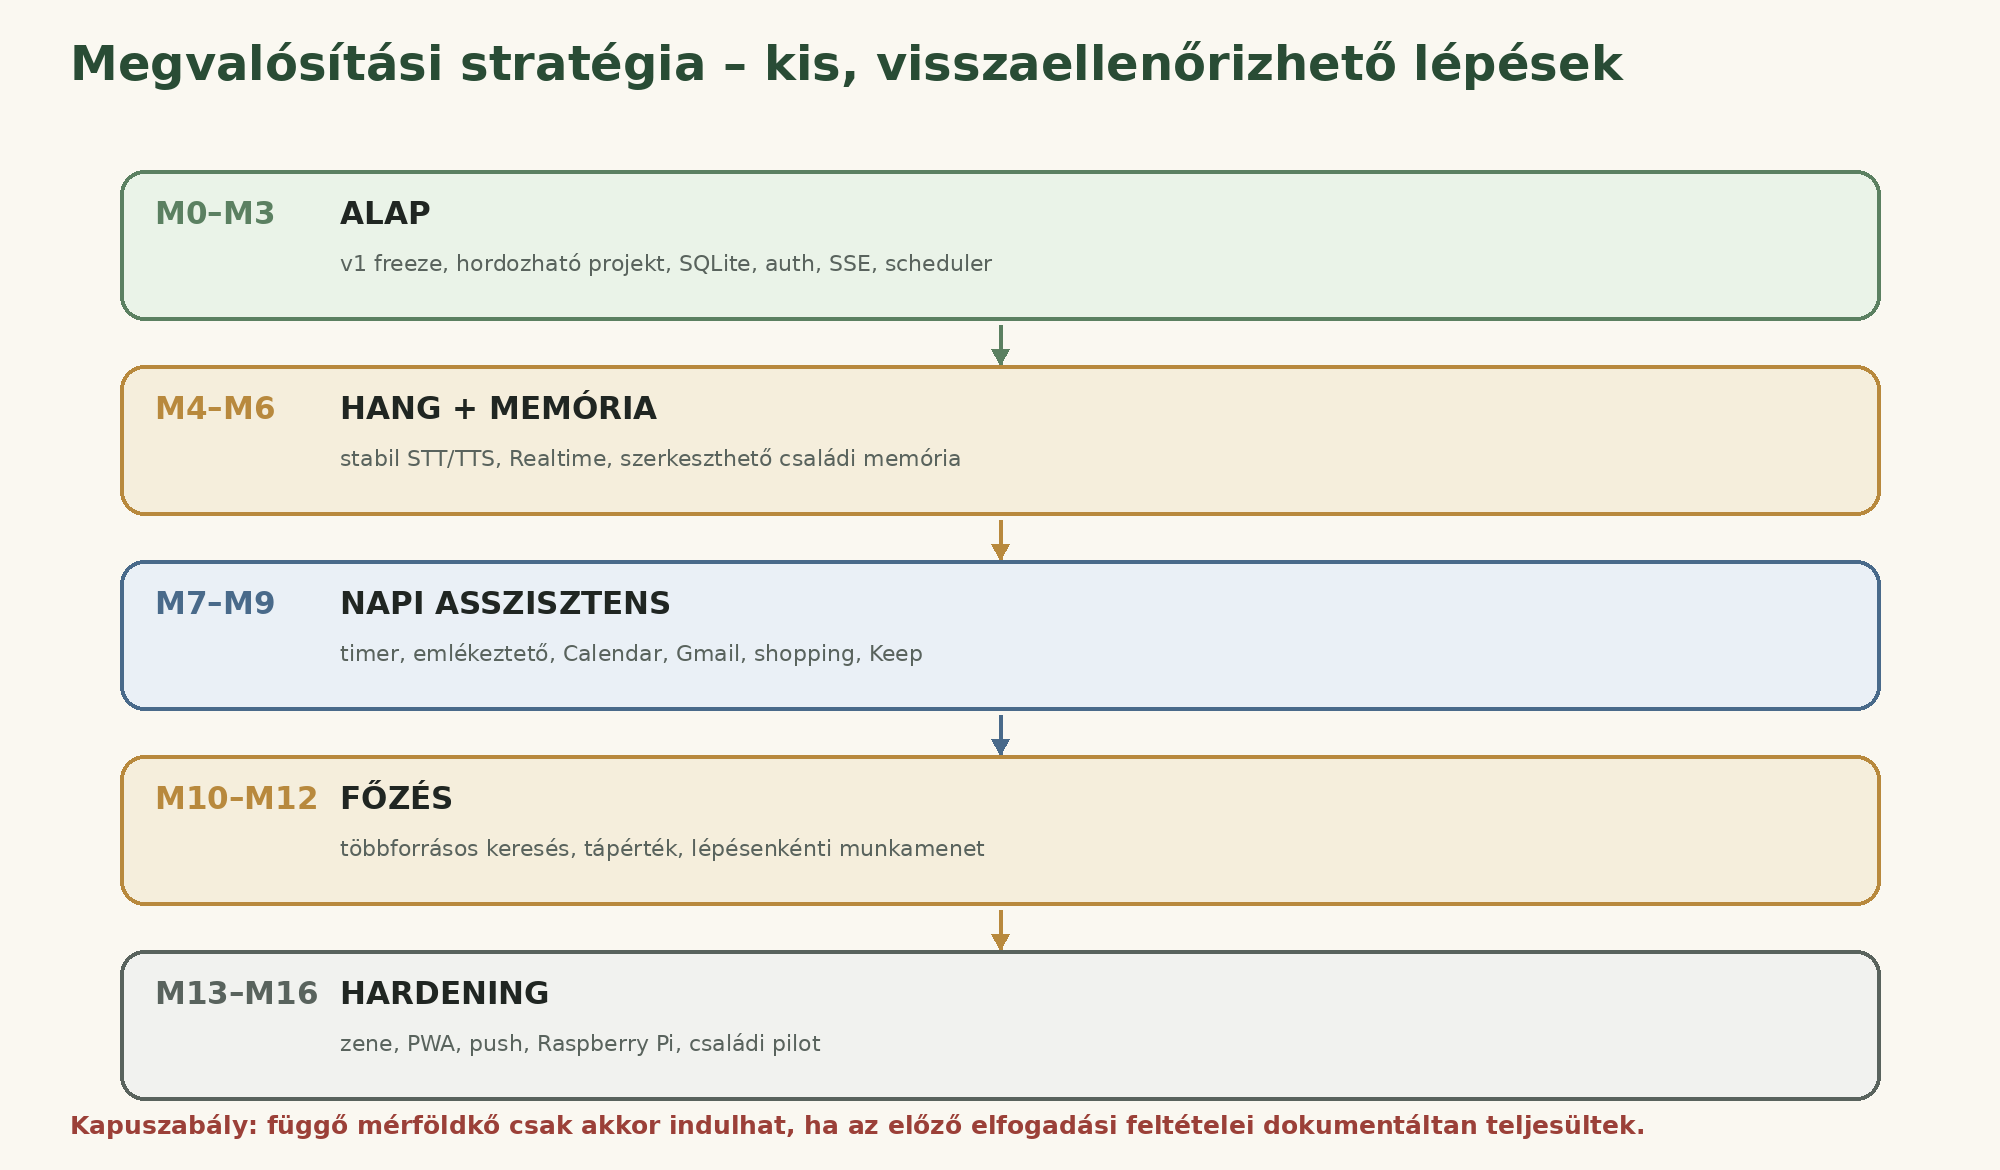 Megvalósítási stratégia – kis, visszaellenőrizhető lépések
M0–M3 ALAP
v1 freeze, hordozható projekt, SQLite, auth, SSE, scheduler
M4–M6 HANG + MEMÓRIA
stabil STT/TTS, Realtime, szerkeszthető családi memória
M7–M9 NAPI ASSZISZTENS
timer, emlékeztető, Calendar, Gmail, shopping, Keep
M10–M12 FŐZÉS
többforrásos keresés, tápérték, lépésenkénti munkamenet
M13–M16 HARDENING
zene, PWA, push, Raspberry Pi, családi pilot
Kapuszabály: függő mérföldkő csak akkor indulhat, ha az előző elfogadási feltételei dokumentáltan teljesültek.